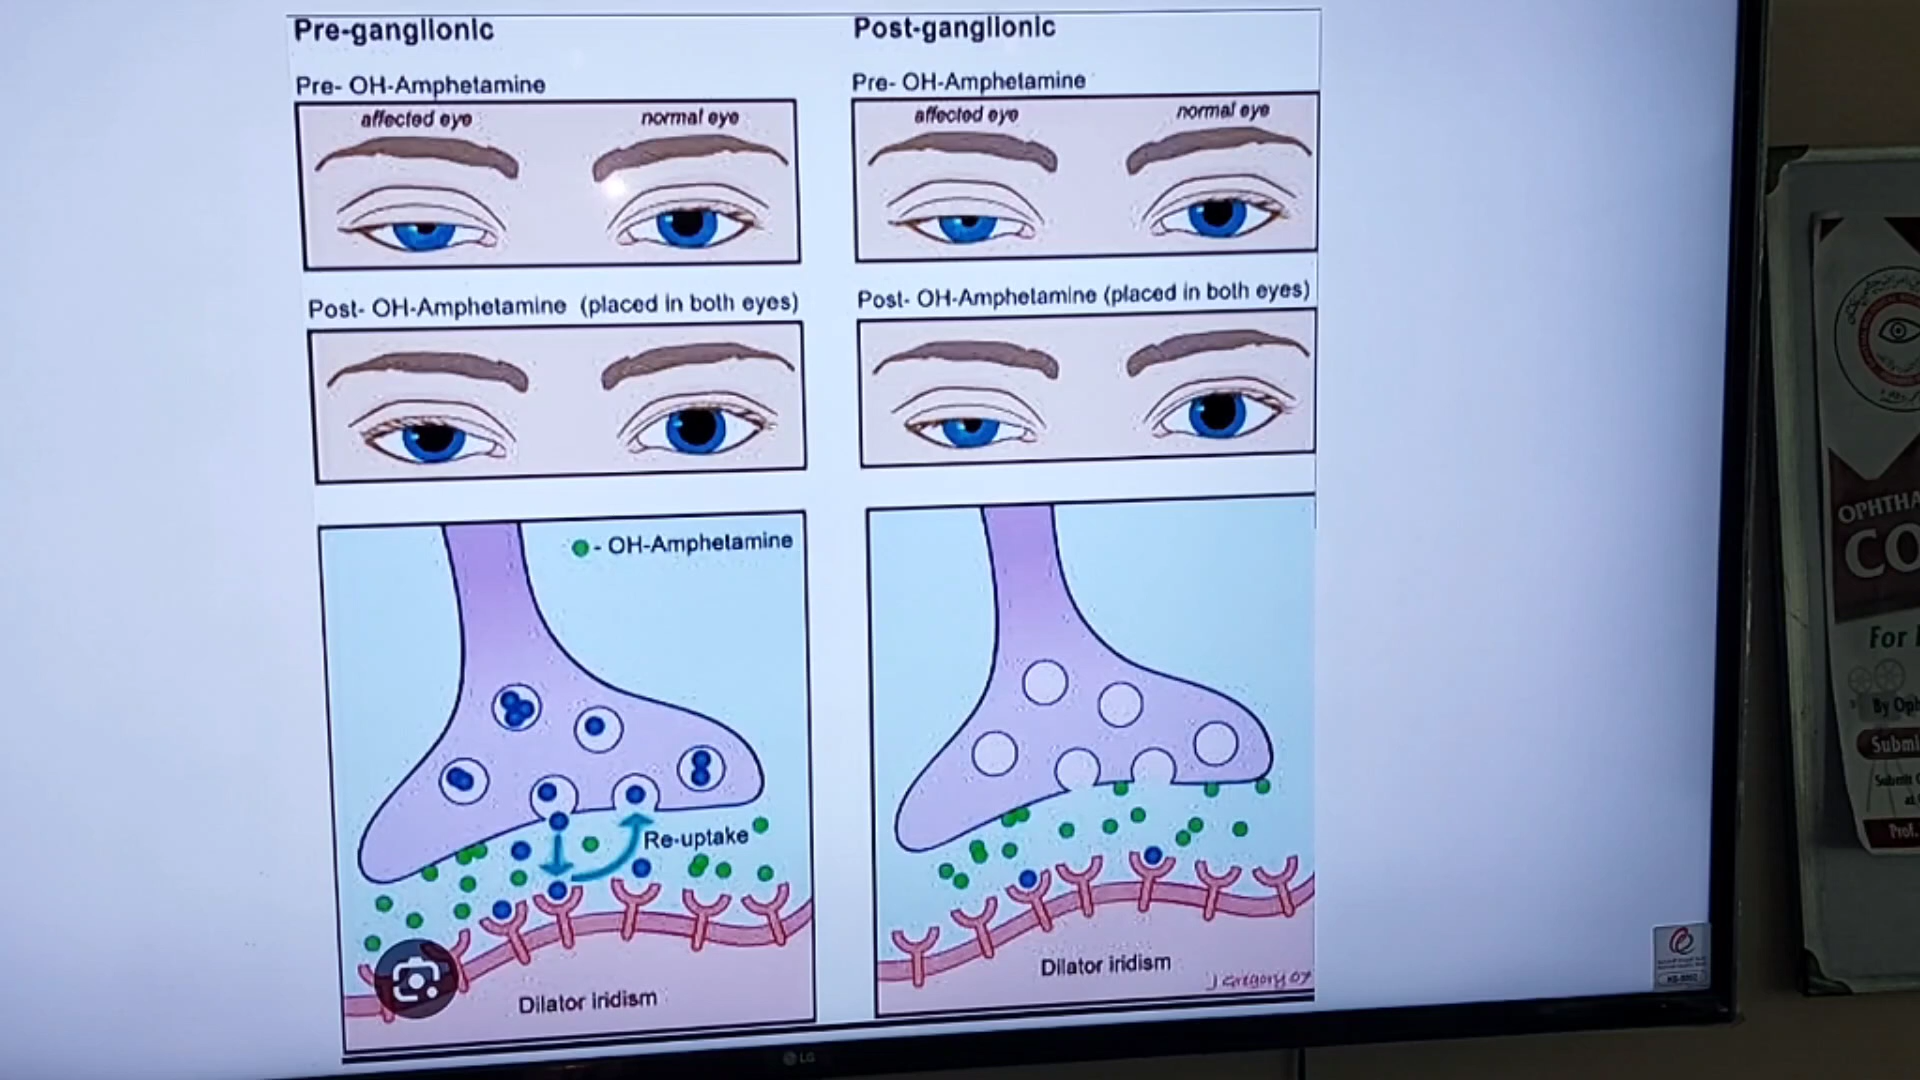 Pre-ganglionic
Pre- OH-Amphetamine
affected eye
normal eye
Post- OH-Amphetamine (placed in both eyes)
- OH-Amphetamine
Re-uptake
Dilator iridism
Post-ganglionic
Pre- OH-Amphetamine
affected eye
normal eye
Post- OH-Amphetamine (placed in both eyes)
Dilator iridism
J Gregory 07
LG
OPHTHA
CO
For
By Oph
Submi
Submit
at
Prof.